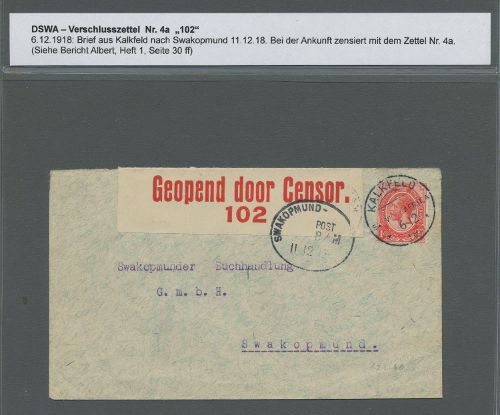 DSWA – Verschlusszettel Nr. 4a „102“
6.12.1918: Brief aus Kalkfeld nach Swakopmund 11.12.18. Bei der Ankunft zensiert mit dem Zettel Nr. 4a.
(Siehe Bericht Albert, Heft 1, Seite 30 ff)
Geopend door Censor.
102
KALKFELD
SWAKOPMUND-
POST
11 12
Swakopmunder Suchhandlung
G. m. b. H.
Swakopmund.